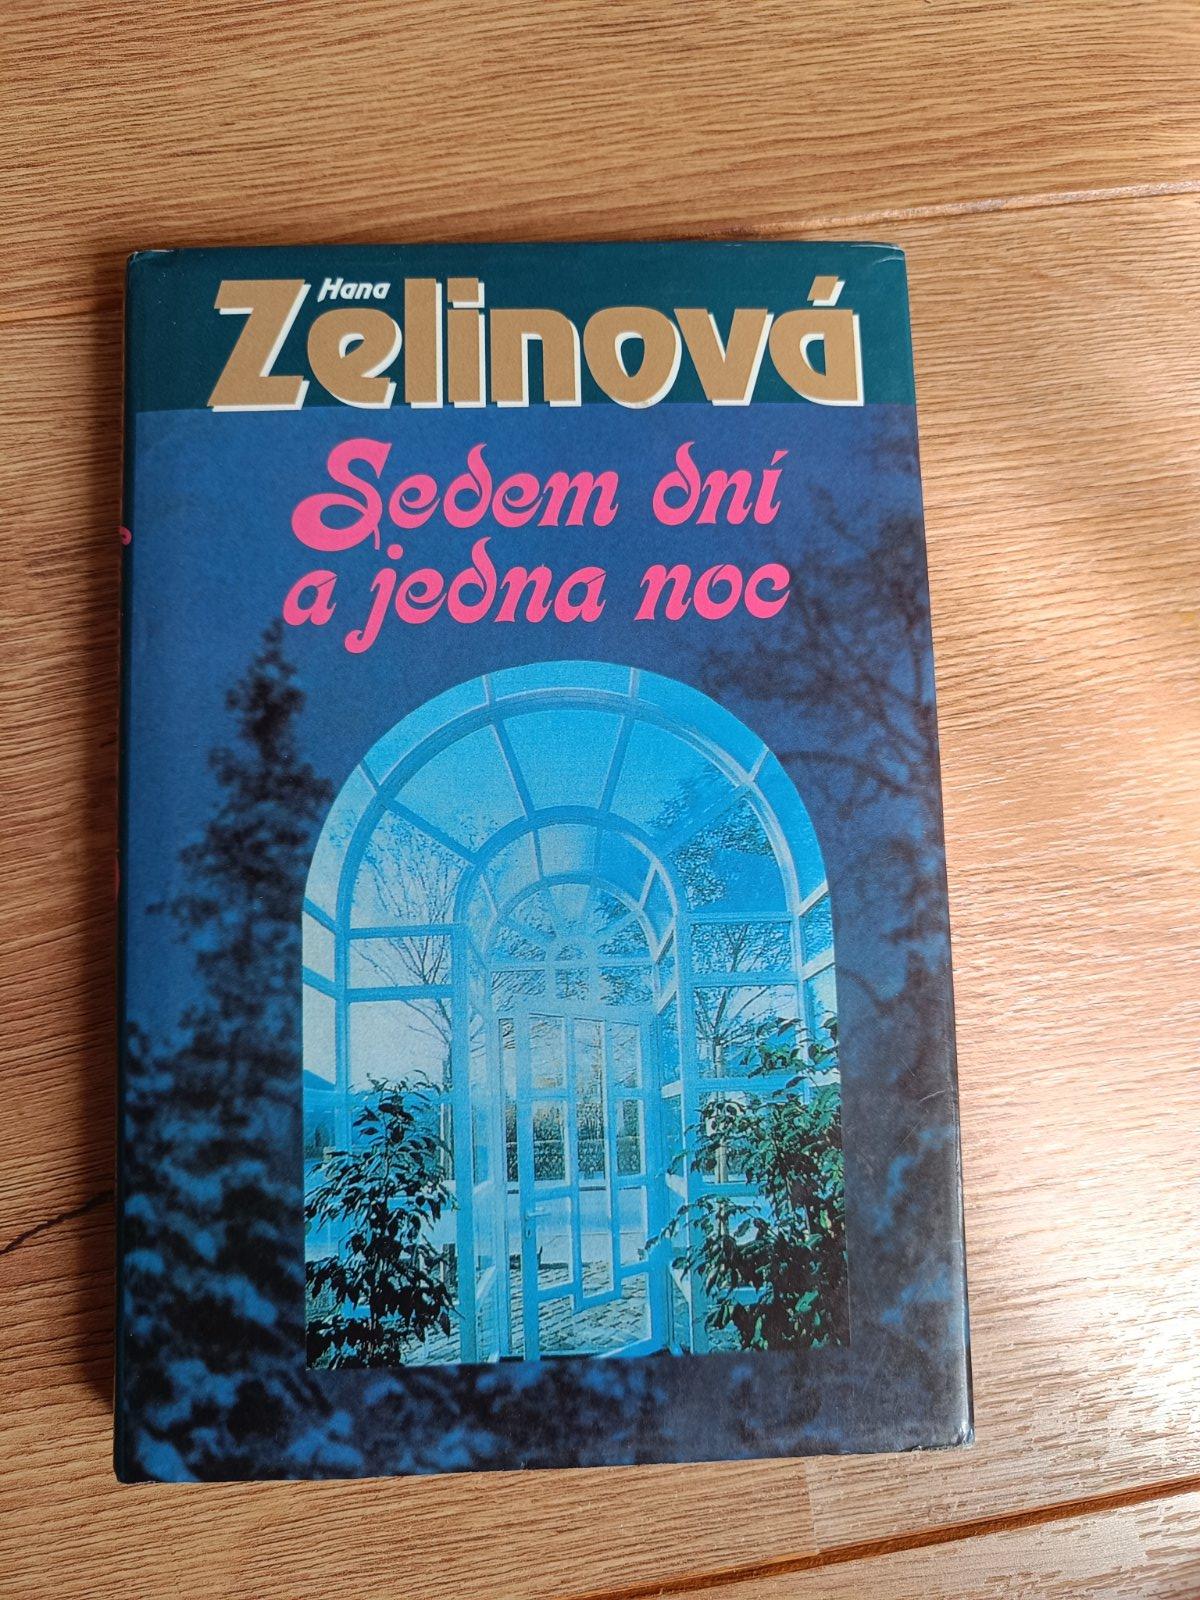 Hana
Zelinová
Sedem dní
a jedna noc